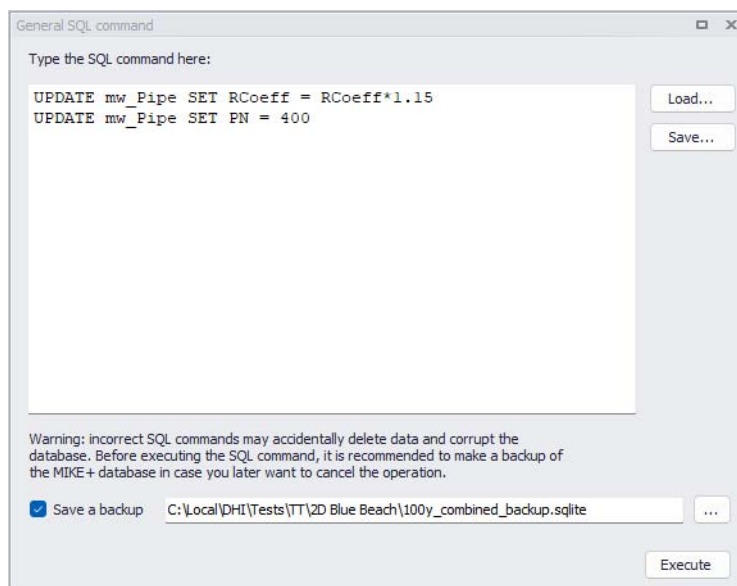 General SQL command
Type the SQL command here:
UPDATE mw_Pipe SET RCoeff = RCoeff*1.15
UPDATE mw_Pipe SET PN = 400
Load...
Save...
Warning: incorrect SQL commands may accidentally delete data and corrupt the
database. Before executing the SQL command, it is recommended to make a backup of
the MIKE+ database in case you later want to cancel the operation.
Save a backup
C:\Local\DHI\Tests\TT\2D Blue Beach\100y_combined_backup.sqlite
...
Execute